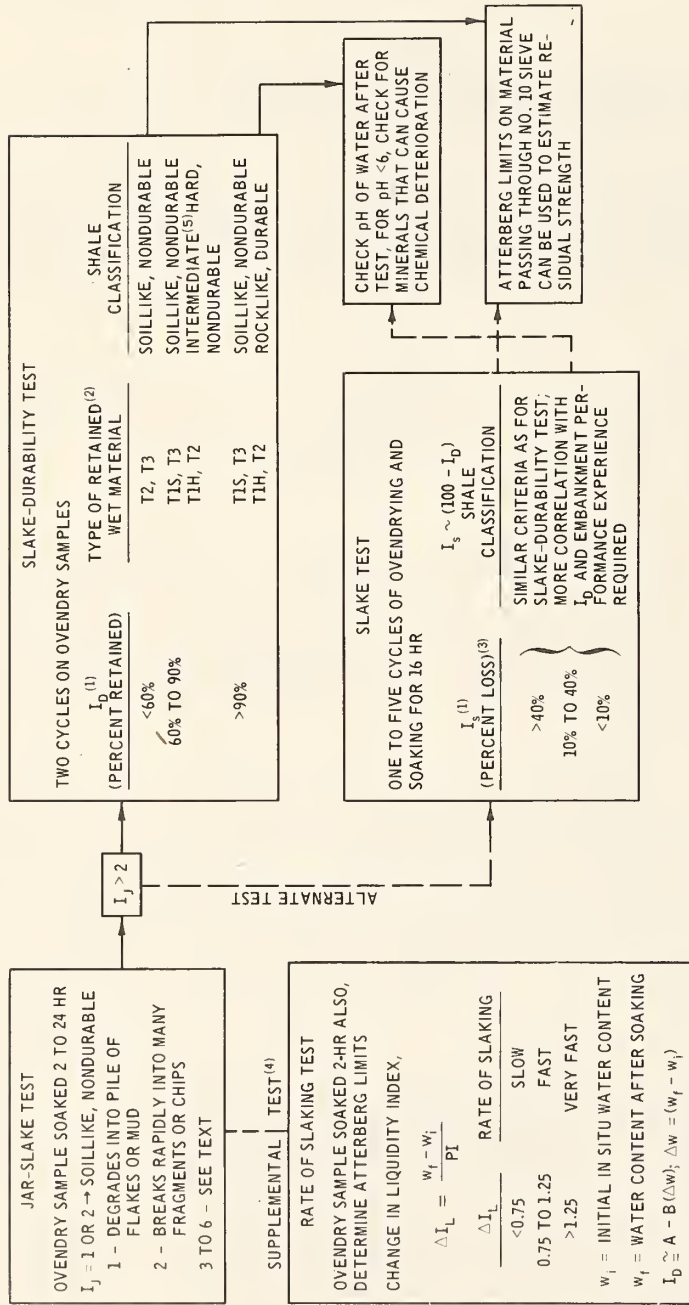 JAR-SLAKE TEST
OVENDRY SAMPLE SOAKED 2 TO 24 HR
I_J = 1 OR 2 → SOILLIKE, NONDURABLE
1 - DEGRADES INTO PILE OF
FLAKES OR MUD
2 - BREAKS RAPIDLY INTO MANY
FRAGMENTS OR CHIPS
3 TO 6 - SEE TEXT
I_J > 2
SLAKE-DURABILITY TEST
TWO CYCLES ON OVENDRY SAMPLES
I_D (1)
(PERCENT RETAINED)
TYPE OF RETAINED(2)
WET MATERIAL
SHALE
CLASSIFICATION
<60% T2, T3 SOILLIKE, NONDURABLE
60% TO 90% T1S, T3 SOILLIKE, NONDURABLE
T1H, T2 INTERMEDIATE(5) HARD,
NONDURABLE
>90% T1S, T3 SOILLIKE, NONDURABLE
T1H, T2 ROCKLIKE, DURABLE
ALTERNATE TEST
SUPPLEMENTAL TEST(4)
RATE OF SLAKING TEST
OVENDRY SAMPLE SOAKED 2-HR ALSO,
DETERMINE ATTERBERG LIMITS
CHANGE IN LIQUIDITY INDEX,
ΔI_L = (w_f - w_i) / PI
ΔI_L RATE OF SLAKING
<0.75 SLOW
0.75 TO 1.25 FAST
>1.25 VERY FAST
w_i = INITIAL IN SITU WATER CONTENT
w_f = WATER CONTENT AFTER SOAKING
I_D ≃ A - B(Δw); Δw = (w_f - w_i)
SLAKE TEST
ONE TO FIVE CYCLES OF OVENDRYING AND
SOAKING FOR 16 HR
I_s (1)
(PERCENT LOSS)(3)
I_s ~ (100 - I_D)
SHALE
CLASSIFICATION
>40%
10% TO 40%
<10%
SIMILAR CRITERIA AS FOR
SLAKE-DURABILITY TEST;
MORE CORRELATION WITH
I_D AND EMBANKMENT PER-
FORMANCE EXPERIENCE
REQUIRED
CHECK pH OF WATER AFTER
TEST, FOR pH <6, CHECK FOR
MINERALS THAT CAN CAUSE
CHEMICAL DETERIORATION
ATTERBERG LIMITS ON MATERIAL
PASSING THROUGH NO. 10 SIEVE
CAN BE USED TO ESTIMATE RE-
SIDUAL STRENGTH